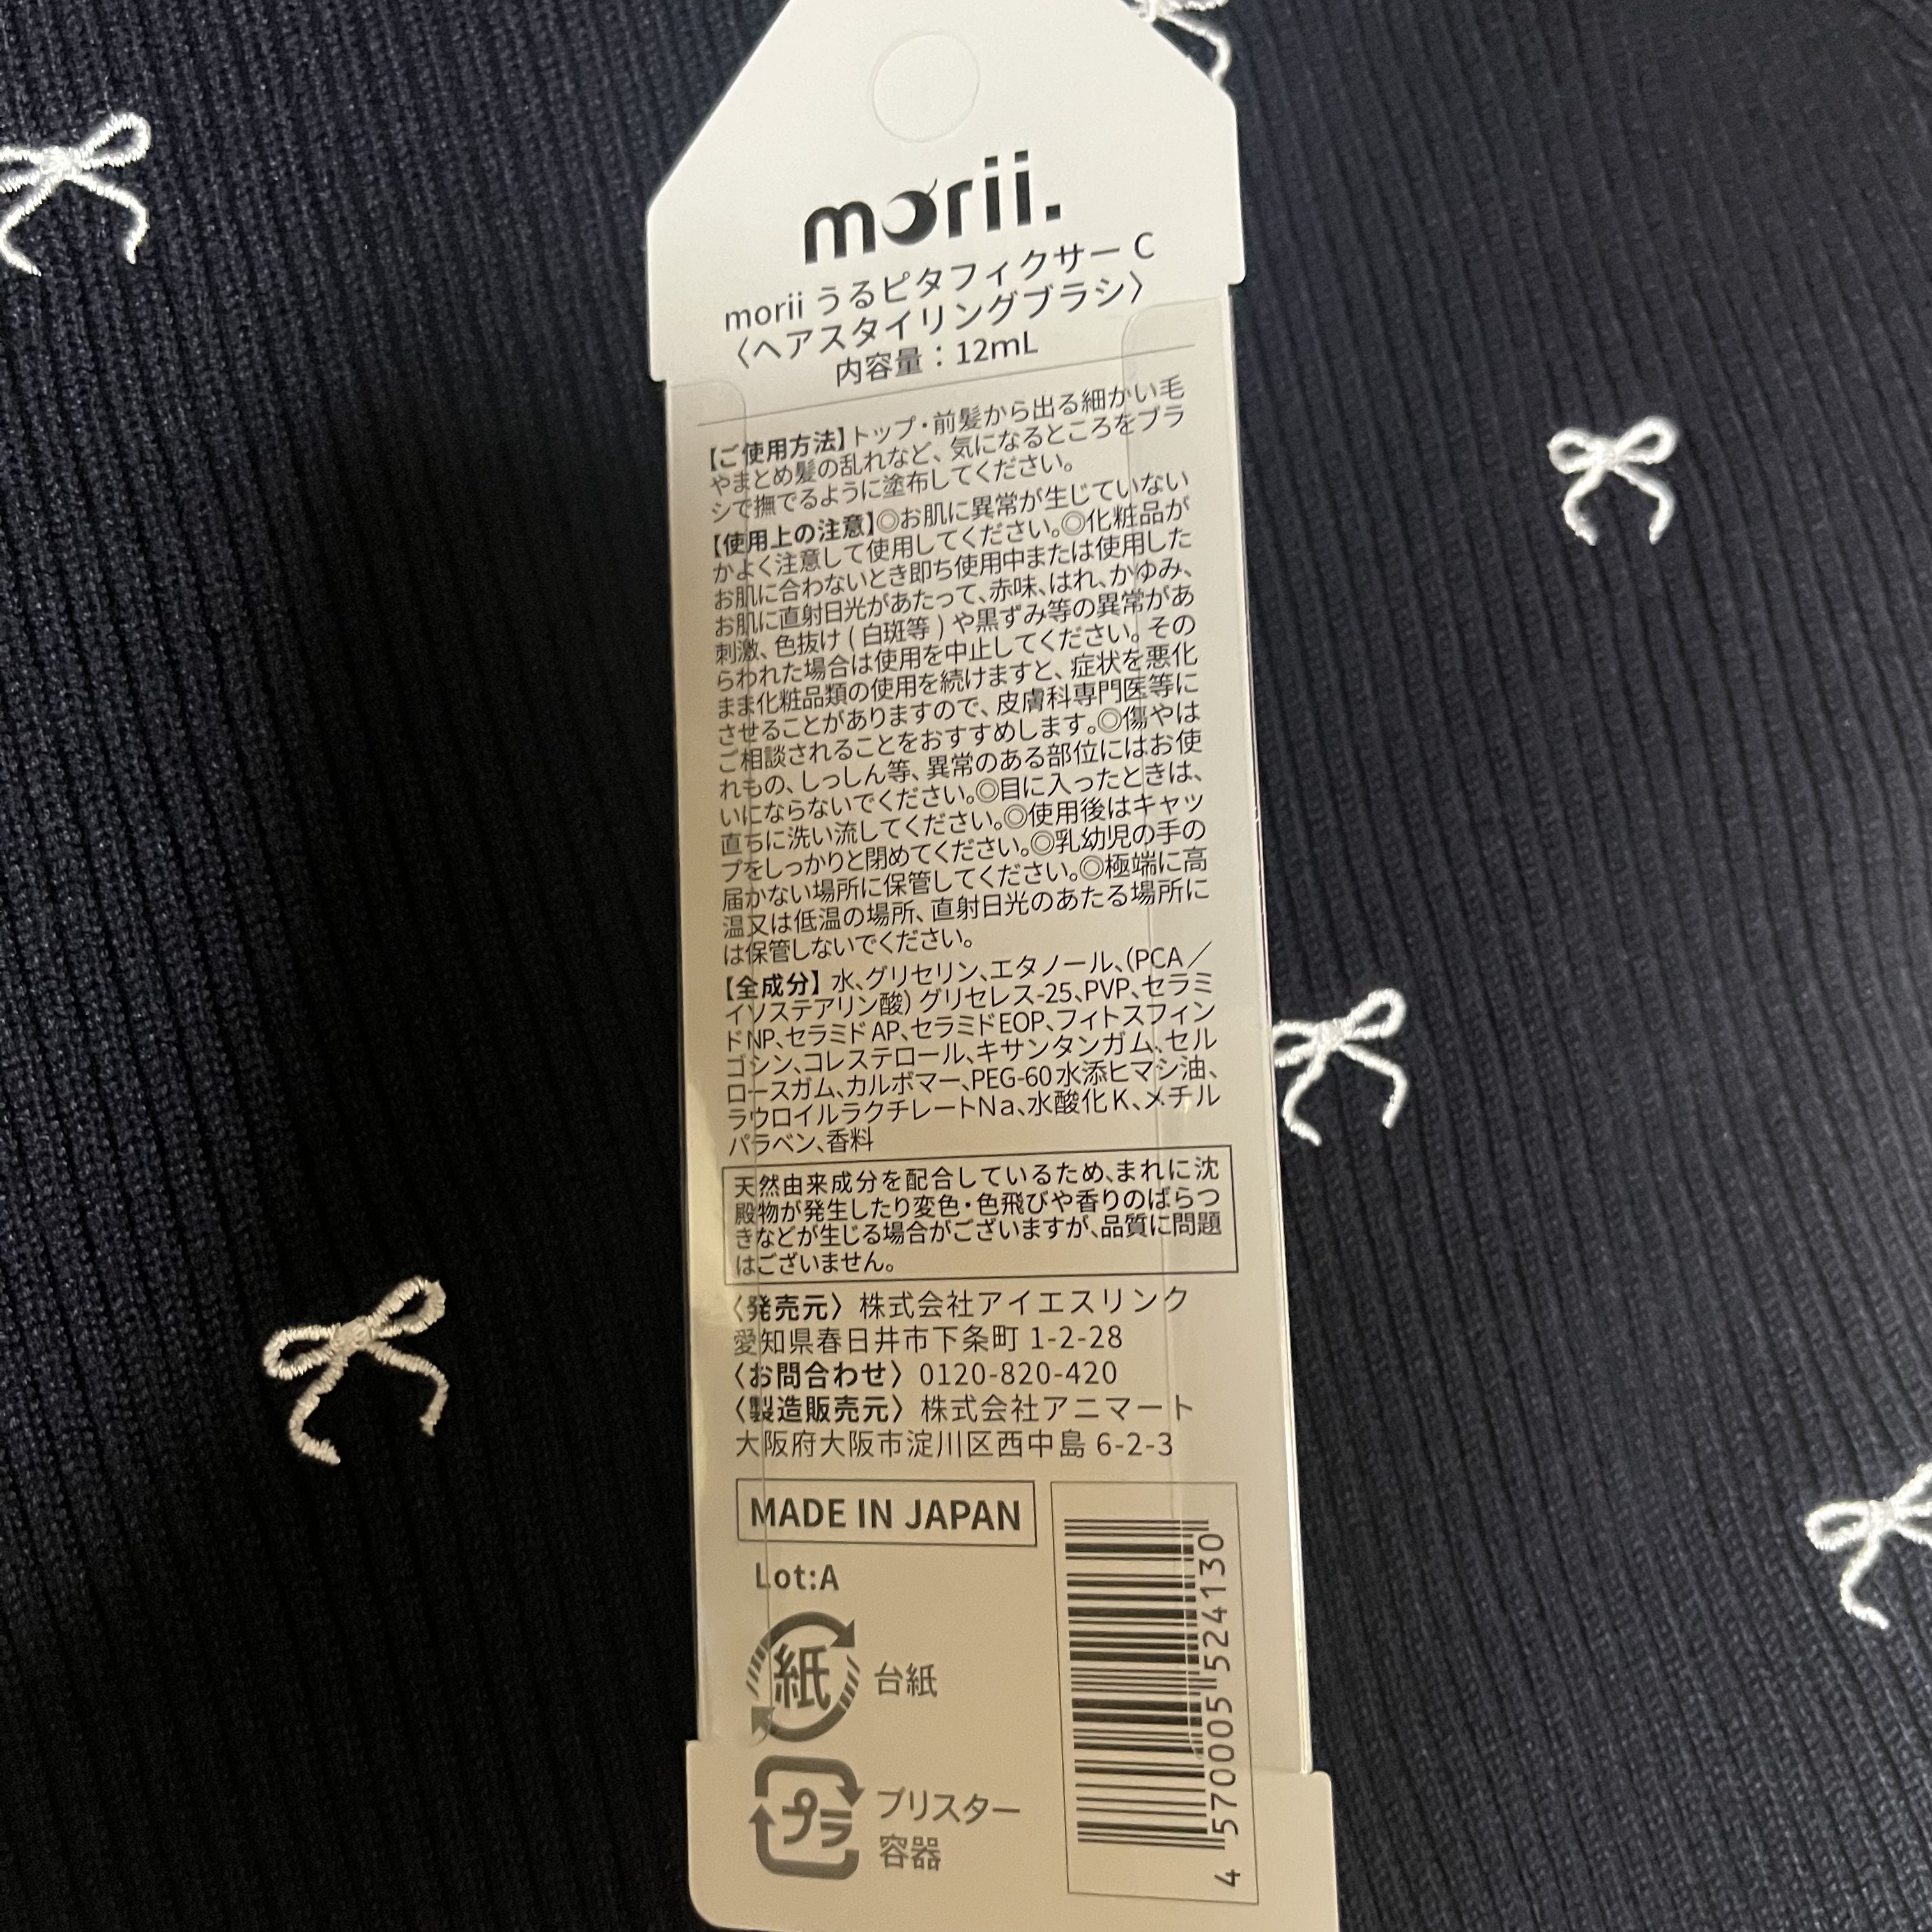 morii.
morii うるピタフィクサー C
〈ヘアスタイリングブラシ〉
内容量：12mL
【ご使用方法】トップ・前髪から出る細かい毛
やまとめ髪の乱れなど、気になるところをブラ
シで撫でるように塗布してください。
【使用上の注意】◎お肌に異常が生じていない
かよく注意して使用してください。◎化粧品が
お肌に合わないとき即ち使用中または使用した
お肌に直射日光があたって、赤味、はれ、かゆみ、
刺激、色抜け(白斑等)や黒ずみ等の異常があ
らわれた場合は使用を中止してください。その
まま化粧品類の使用を続けますと、症状を悪化
させることがありますので、皮膚科専門医等に
ご相談されることをおすすめします。◎傷やは
れもの、しっしん等、異常のある部位にはお使
いにならないでください。◎目に入ったときは、
直ちに洗い流してください。◎使用後はキャッ
プをしっかりと閉めてください。◎乳幼児の手の
届かない場所に保管してください。◎極端に高
温又は低温の場所、直射日光のあたる場所に
は保管しないでください。
【全成分】水、グリセリン、エタノール、(PCA／
イソステアリン酸)グリセレス-25、PVP、セラミ
ドNP、セラミドAP、セラミドEOP、フィトスフィン
ゴシン、コレステロール、キサンタンガム、セル
ロースガム、カルボマー、PEG-60水添ヒマシ油、
ラウロイルラクチレートNa、水酸化K、メチル
パラベン、香料
天然由来成分を配合しているため、まれに沈
殿物が発生したり変色・色飛びや香りのばらつ
きなどが生じる場合がございますが、品質に問題
はございません。
〈発売元〉株式会社アイエスリンク
愛知県春日井市下条町 1-2-28
〈お問合わせ〉0120-820-420
〈製造販売元〉株式会社アニマート
大阪府大阪市淀川区西中島 6-2-3
MADE IN JAPAN
Lot:A
紙 台紙
プラ ブリスター
容器
4 570005 524130